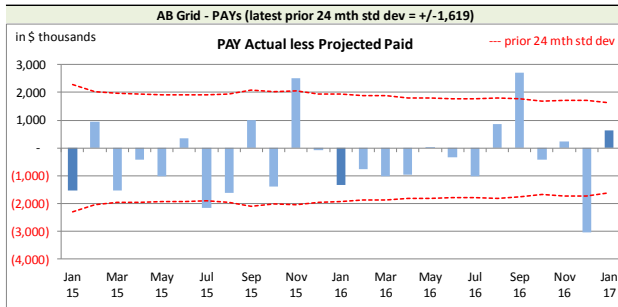 AB Grid - PAYs (latest prior 24 mth std dev = +/-1,619)
in $ thousands
PAY Actual less Projected Paid
--- prior 24 mth std dev
3,000
2,000
1,000
-
(1,000)
(2,000)
(3,000)
(4,000)
Jan Mar May Jul Sep Nov Jan Mar May Jul Sep Nov Jan
15 15 15 15 15 15 16 16 16 16 16 16 17